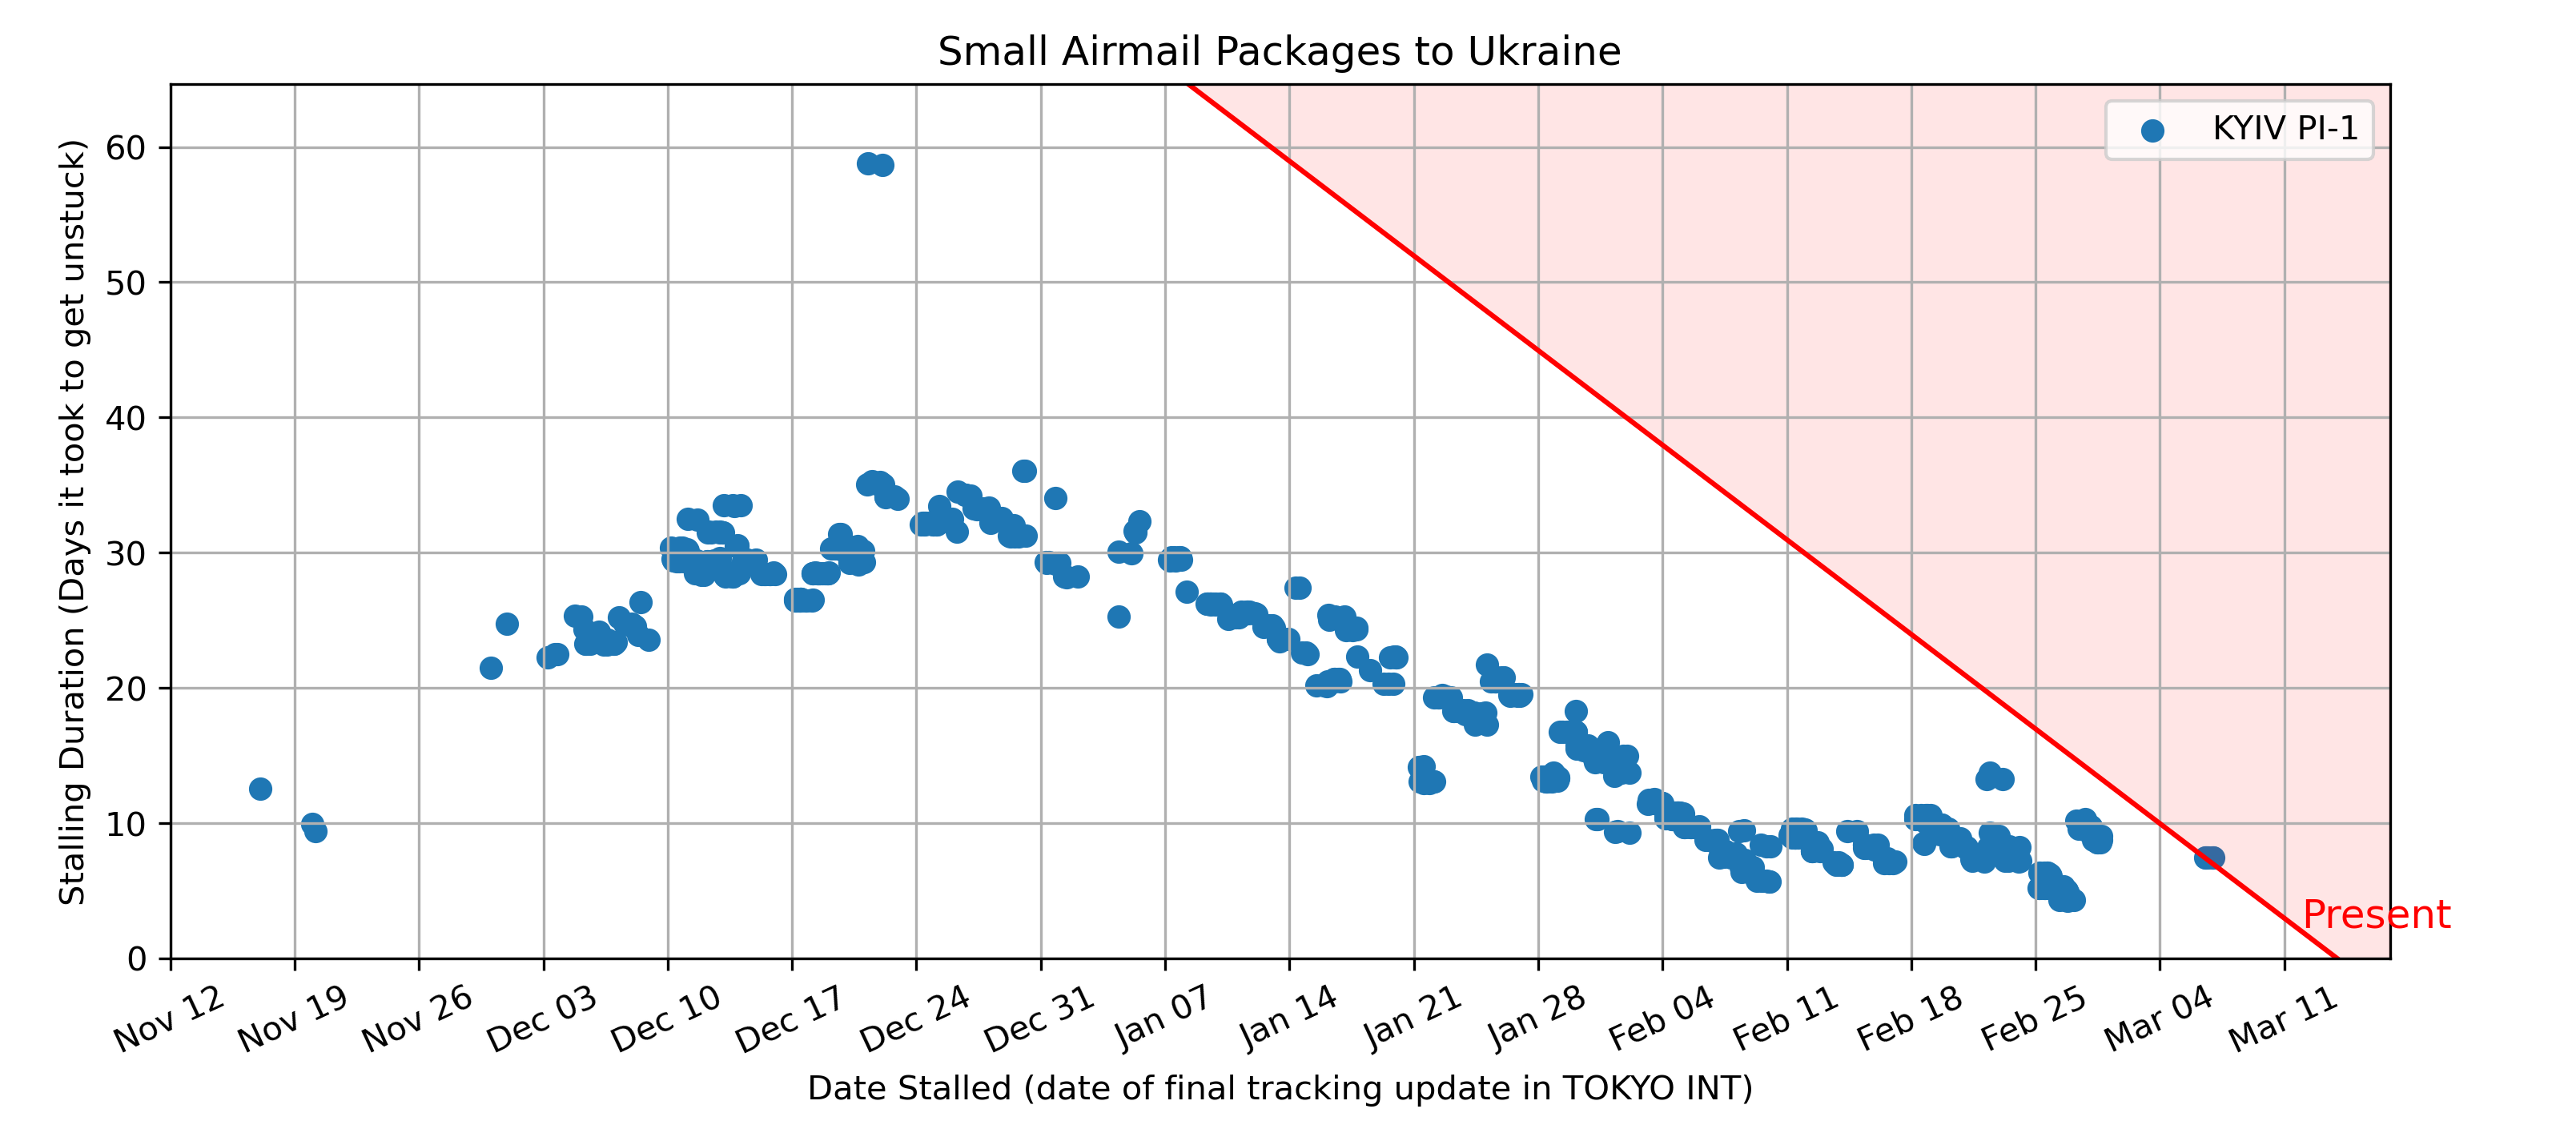 Small Airmail Packages to Ukraine
KYIV PI-1
Stalling Duration (Days it took to get unstuck)
60
50
40
30
20
10
0
Present
Nov 12
Nov 19
Nov 26
Dec 03
Dec 10
Dec 17
Dec 24
Dec 31
Jan 07
Jan 14
Jan 21
Jan 28
Feb 04
Feb 11
Feb 18
Feb 25
Mar 04
Mar 11
Date Stalled (date of final tracking update in TOKYO INT)